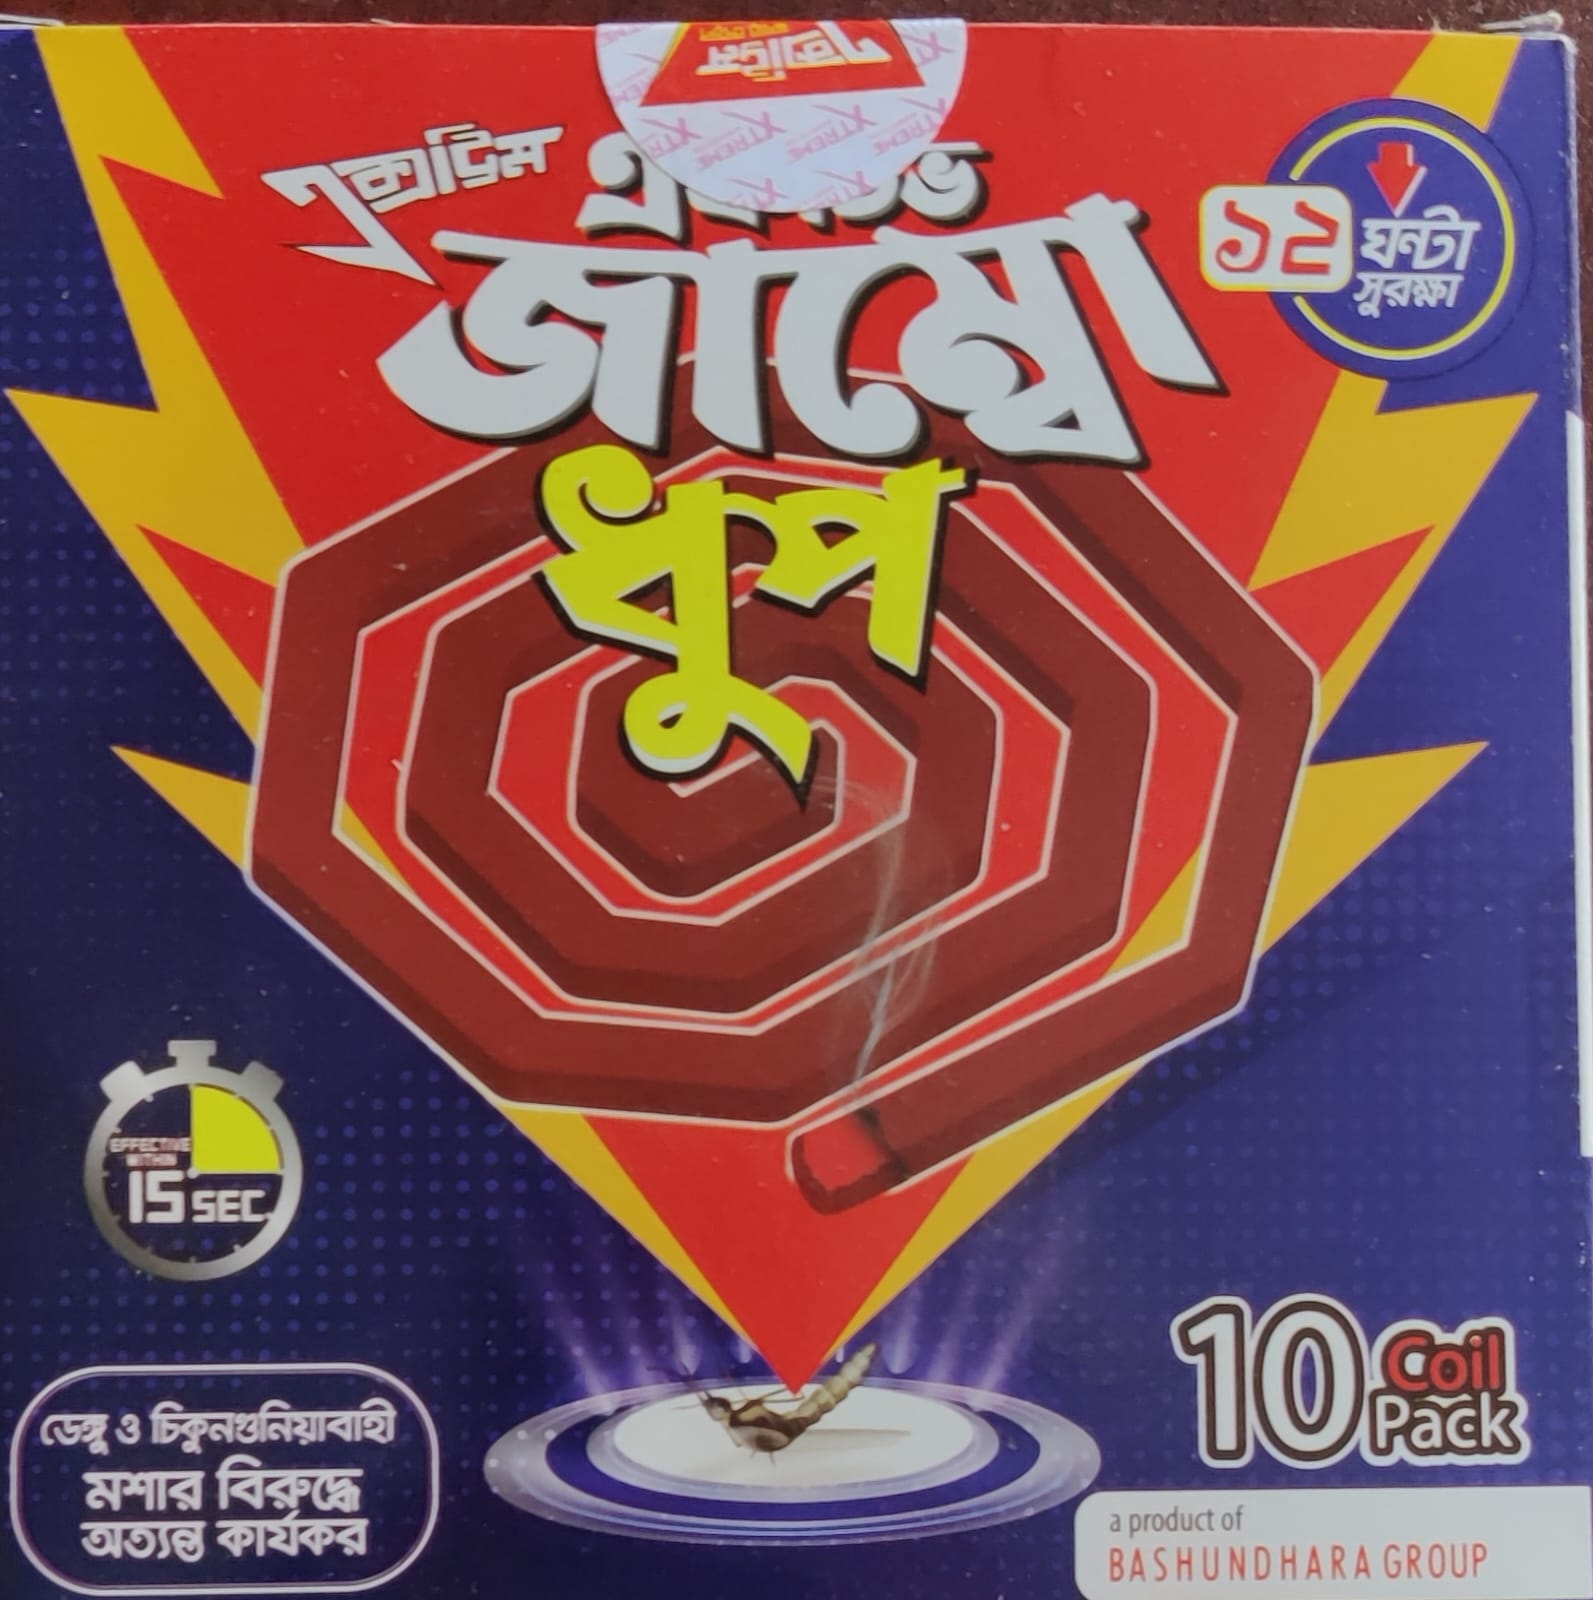 এক্সট্রিম
জাম্বো
ধুপ
১২ ঘন্টা
সুরক্ষা
XTREME
EFFECTIVE
WITHIN
15 SEC
ডেঙ্গু ও চিকুনগুনিয়াবাহী
মশার বিরুদ্ধে
অত্যন্ত কার্যকর
10 Coil
Pack
a product of
BASHUNDHARA GROUP